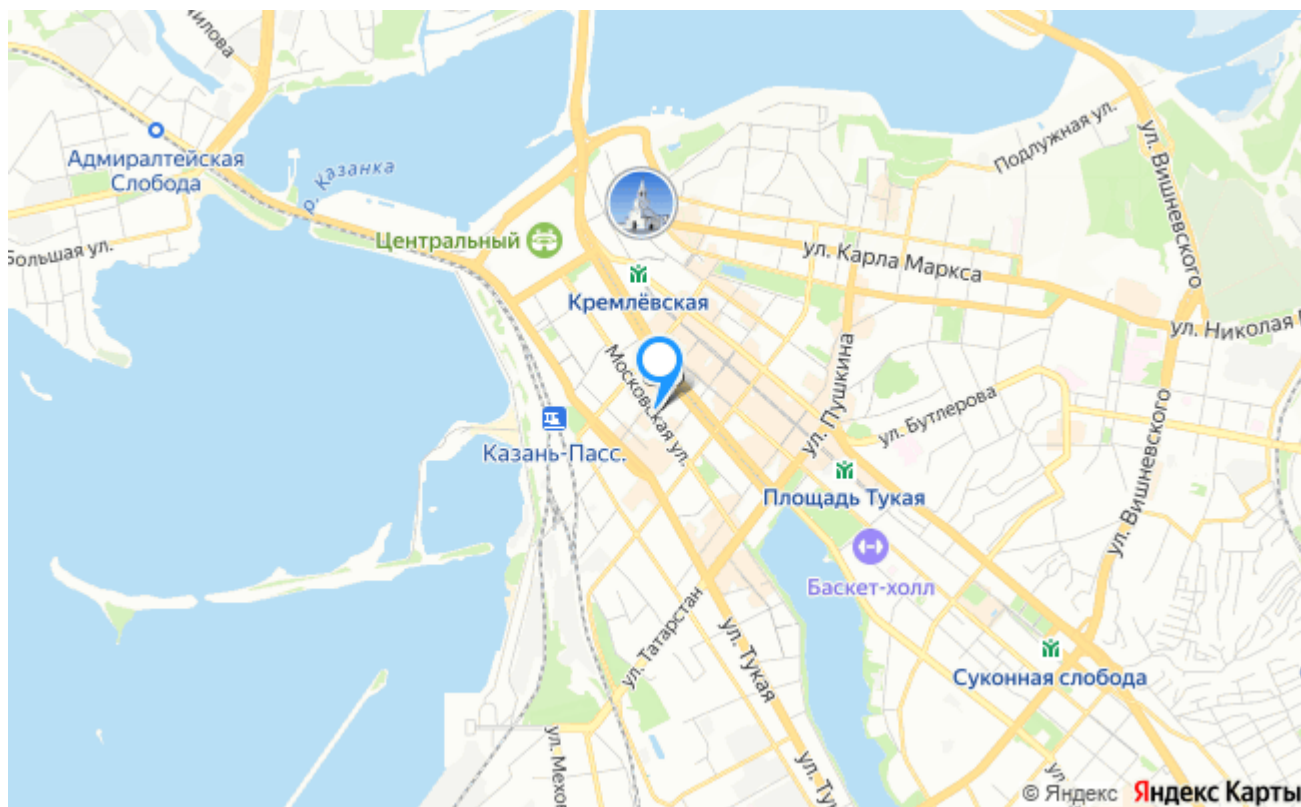 милова
Адмиралтейская
Слобода
р. Казанка
Большая ул.
Центральный
Кремлёвская
Подлужная ул.
ул. Вишневского
ул. Карла Маркса
ул. Николая
Московская ул.
ул. Пушкина
ул. Бутлерова
Казань-Пасс.
Площадь Тукая
ул. Вишневского
Баскет-холл
ул. Татарстан
ул. Тукая
Суконная слобода
ул. Мехо
ул. Ту
© Яндекс Яндекс Карты